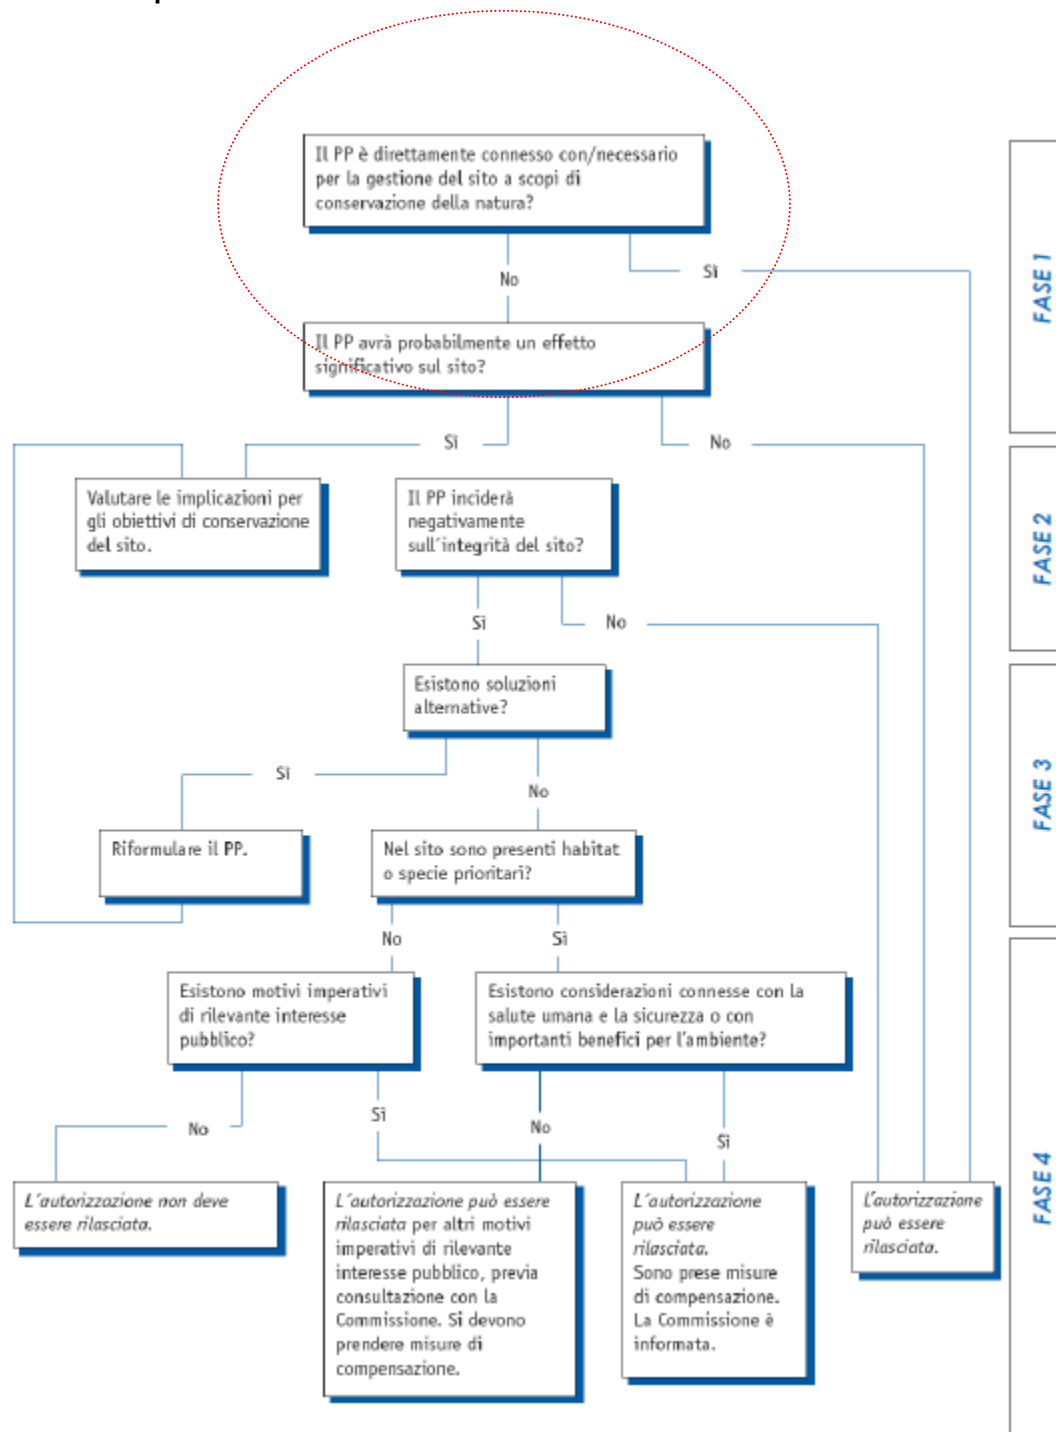 Il PP è direttamente connesso con/necessario
per la gestione del sito a scopi di
conservazione della natura?
No
Sì
Il PP avrà probabilmente un effetto
significativo sul sito?
FASE 1
Sì
No
Valutare le implicazioni per
gli obiettivi di conservazione
del sito.
Il PP inciderà
negativamente
sull'integrità del sito?
FASE 2
Sì
No
Esistono soluzioni
alternative?
Sì
No
FASE 3
Riformulare il PP.
Nel sito sono presenti habitat
o specie prioritari?
No
Sì
Esistono motivi imperativi
di rilevante interesse
pubblico?
Esistono considerazioni connesse con la
salute umana e la sicurezza o con
importanti benefici per l'ambiente?
No
Sì
No
Sì
FASE 4
L'autorizzazione non deve
essere rilasciata.
L'autorizzazione può essere
rilasciata per altri motivi
imperativi di rilevante
interesse pubblico, previa
consultazione con la
Commissione. Si devono
prendere misure di
compensazione.
L'autorizzazione
può essere
rilasciata.
Sono prese misure
di compensazione.
La Commissione è
informata.
L'autorizzazione
può essere
rilasciata.